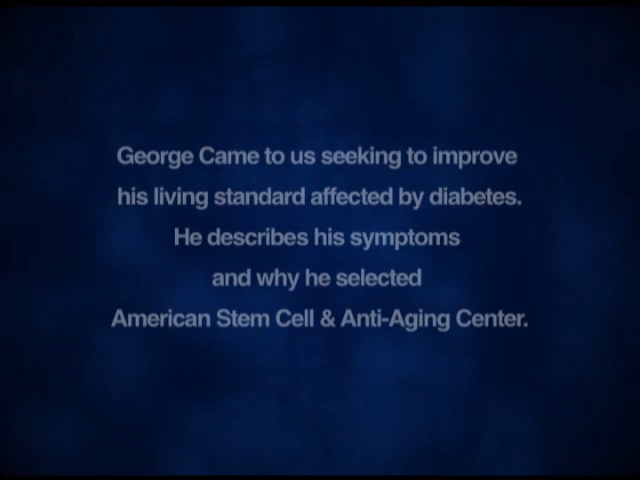 George Came to us seeking to improve
his living standard affected by diabetes.
He describes his symptoms
and why he selected
American Stem Cell & Anti-Aging Center.